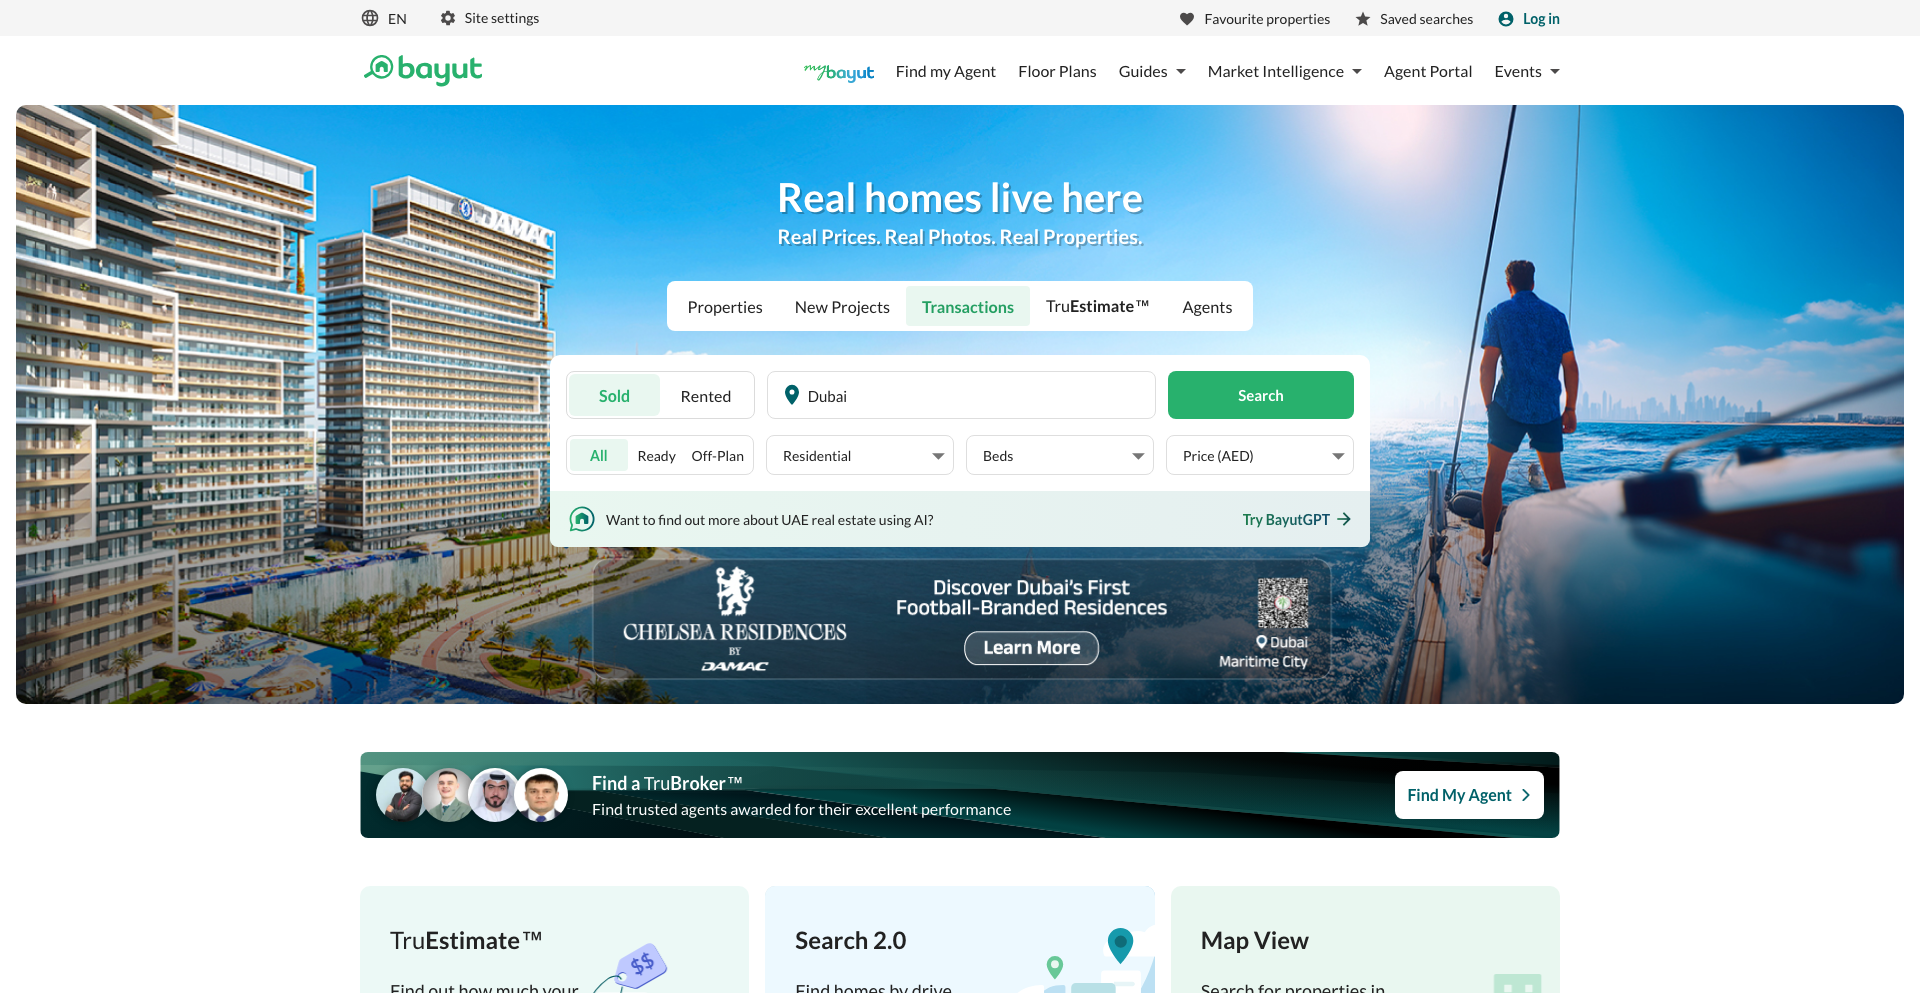 EN
Site settings
Favourite properties
Saved searches
Log in
bayut
mybayut
Find my Agent
Floor Plans
Guides
Market Intelligence
Agent Portal
Events
DAMAC
Real homes live here
Real Prices. Real Photos. Real Properties.
Properties
New Projects
Transactions
TruEstimate™
Agents
Sold
Rented
Dubai
Search
All
Ready
Off-Plan
Residential
Beds
Price (AED)
Want to find out more about UAE real estate using AI?
Try BayutGPT
CHELSEA RESIDENCES
BY
DAMAC
Discover Dubai's First
Football-Branded Residences
Learn More
Dubai
Maritime City
Find a TruBroker™
Find trusted agents awarded for their excellent performance
Find My Agent
TruEstimate™
Find out how much your
$$
Search 2.0
Find homes by drive
Map View
Search for properties in